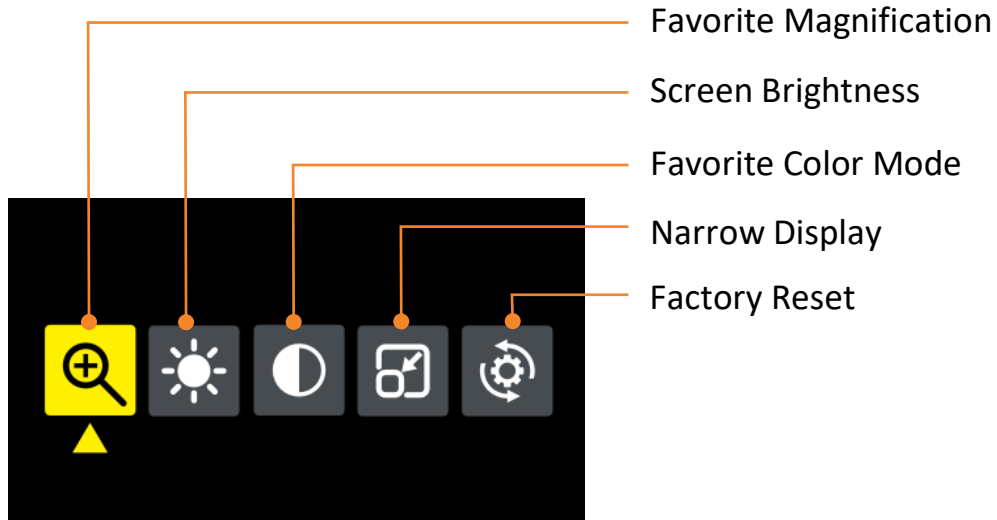 Favorite Magnification
Screen Brightness
Favorite Color Mode
Narrow Display
Factory Reset